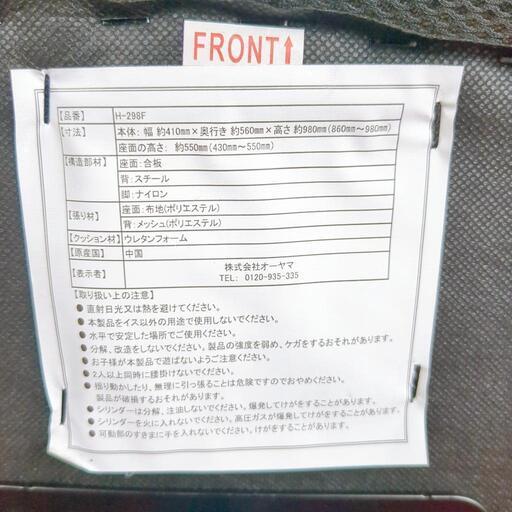 FRONT↑
【品番】 H-298F
【寸法】 本体: 幅 約410mm×奥行き 約560mm×高さ 約980mm(860mm～980mm)
座面の高さ: 約550mm(430mm～550mm)
【構造部材】 座面:合板
背:スチール
脚:ナイロン
【張り材】 座面:布地(ポリエステル)
背:メッシュ(ポリエステル)
【クッション材】 ウレタンフォーム
【原産国】 中国
【表示者】 株式会社オーヤマ
TEL: 0120-935-335
【取り扱い上の注意】
● 直射日光又は熱を避けてください。
● 本製品をイス以外の用途で使用しないでください。
● 水平で安定した場所でご使用ください。
● 分解、改造をしないでください。製品の強度を弱め、ケガをするおそれがあります。
● お子様が本製品で遊ばないようご注意ください。
● 2人以上同時に腰掛けないでください。
● 揺り動かしたり、無理に引っ張ることは危険ですのでおやめください。
製品が破損するおそれがあります。
● シリンダーは分解、注油しないでください。爆発してけがをすることがあります。
● シリンダーを火に入れないでください。高圧ガスが爆発してけがをすることがあります。
● 可動部のすきまに手を入れないでください。けがをすることがあります。